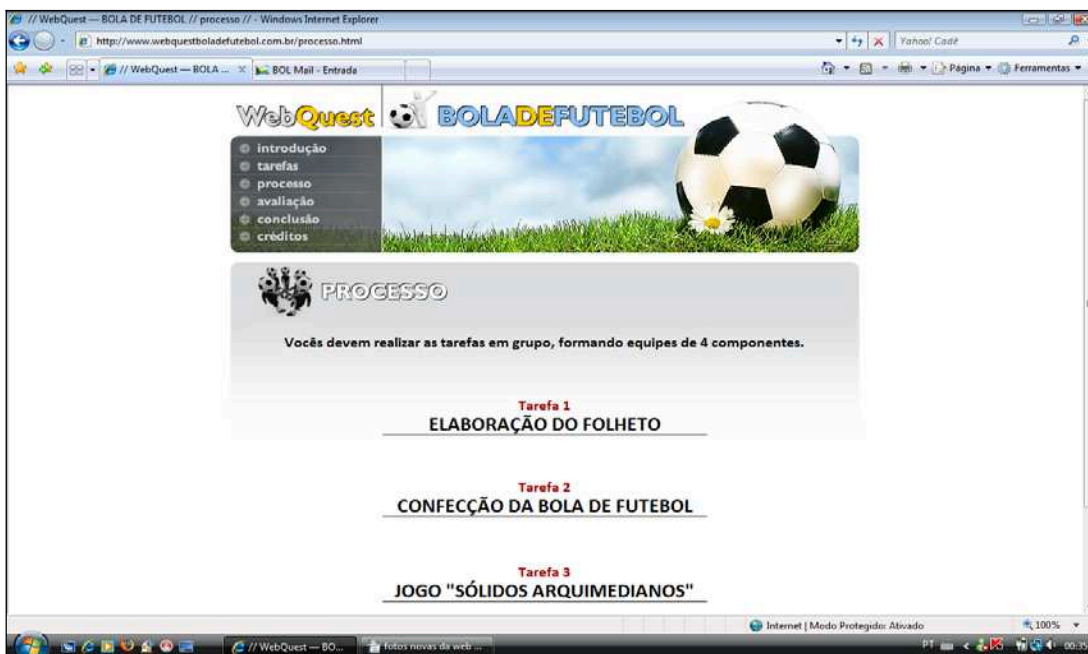 // WebQuest — BOLA DE FUTEBOL // processo // - Windows Internet Explorer
http://www.webquestboladefutebol.com.br/processo.html
Yahoo! Cadê
// WebQuest — BOLA ...
BOL Mail - Entrada
Página
Ferramentas
WebQuest BOLADEFUTEBOL
introdução
tarefas
processo
avaliação
conclusão
créditos
PROCESSO
Vocês devem realizar as tarefas em grupo, formando equipes de 4 componentes.
Tarefa 1
ELABORAÇÃO DO FOLHETO
Tarefa 2
CONFECÇÃO DA BOLA DE FUTEBOL
Tarefa 3
JOGO "SÓLIDOS ARQUIMEDIANOS"
Internet | Modo Protegido: Ativado
100%
// WebQuest — BO...
fotos novas da web ...
PT
00:35